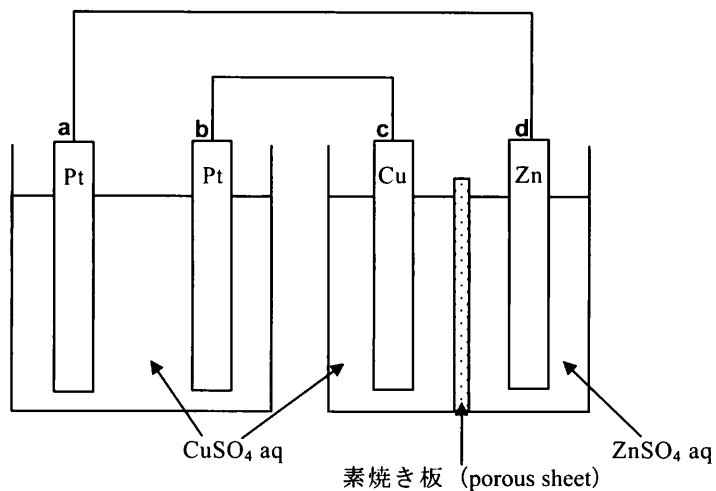 a b c d
Pt Pt Cu Zn
CuSO₄ aq ZnSO₄ aq
素焼き板 (porous sheet)